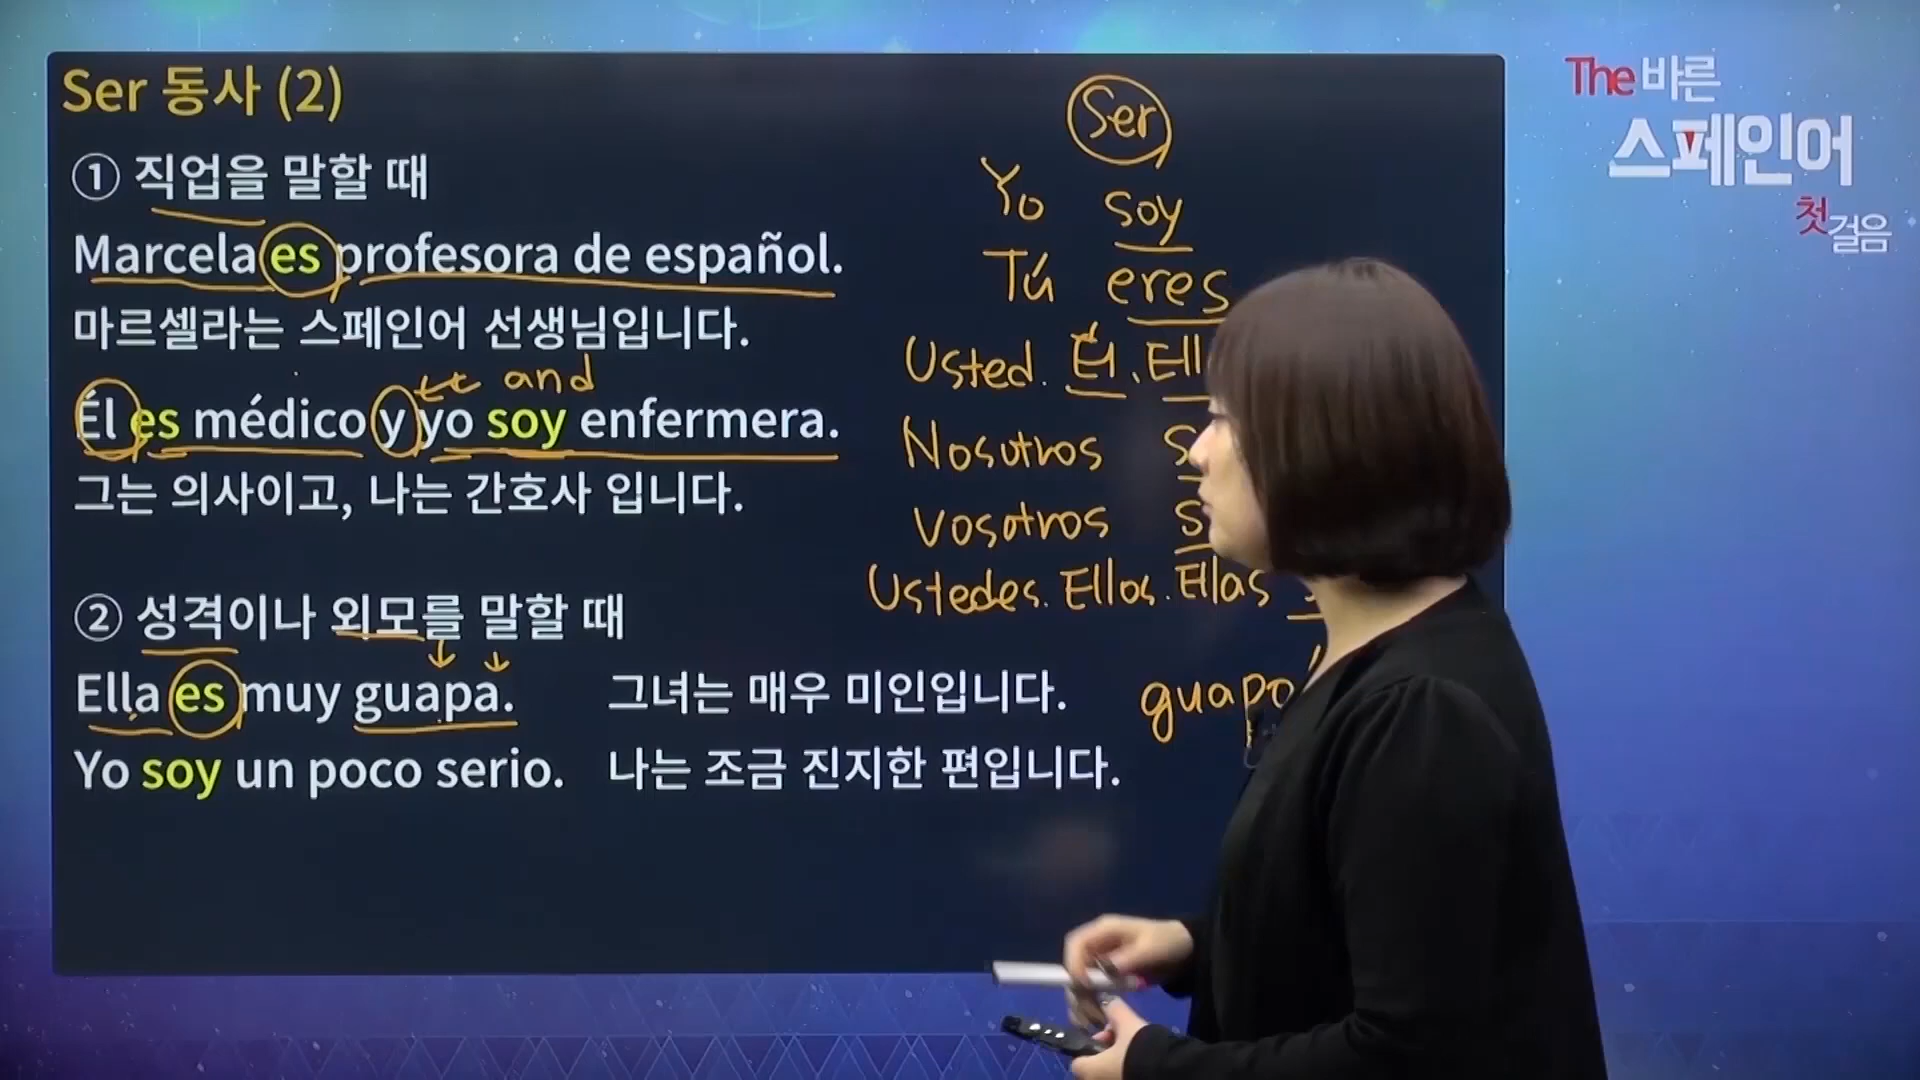 Ser 동사 (2)
① 직업을 말할 때
Marcela es profesora de español.
마르셀라는 스페인어 선생님입니다.
and
Él es médico y yo soy enfermera.
그는 의사이고, 나는 간호사 입니다.
② 성격이나 외모를 말할 때
Ella es muy guapa. 그녀는 매우 미인입니다.
Yo soy un poco serio. 나는 조금 진지한 편입니다.
Ser
Yo soy
Tú eres
Usted. Él.
Nosotros
Vosotros
Ustedes. Ellos. Ellas
guapo
The 바른
스페인어
첫걸음